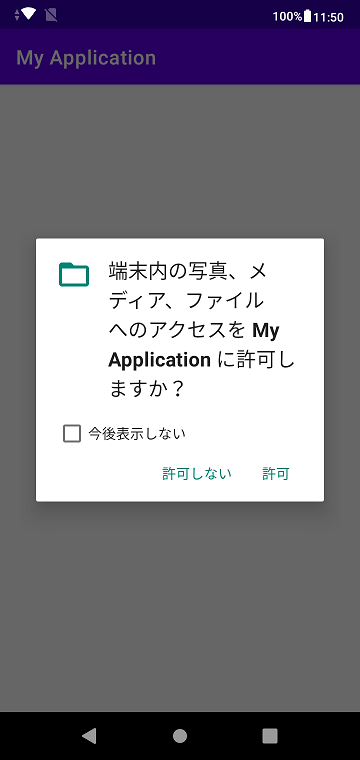 100% 11:50
My Application
端末内の写真、メ
ディア、ファイル
へのアクセスを My
Application に許可し
ますか？
今後表示しない
許可しない 許可